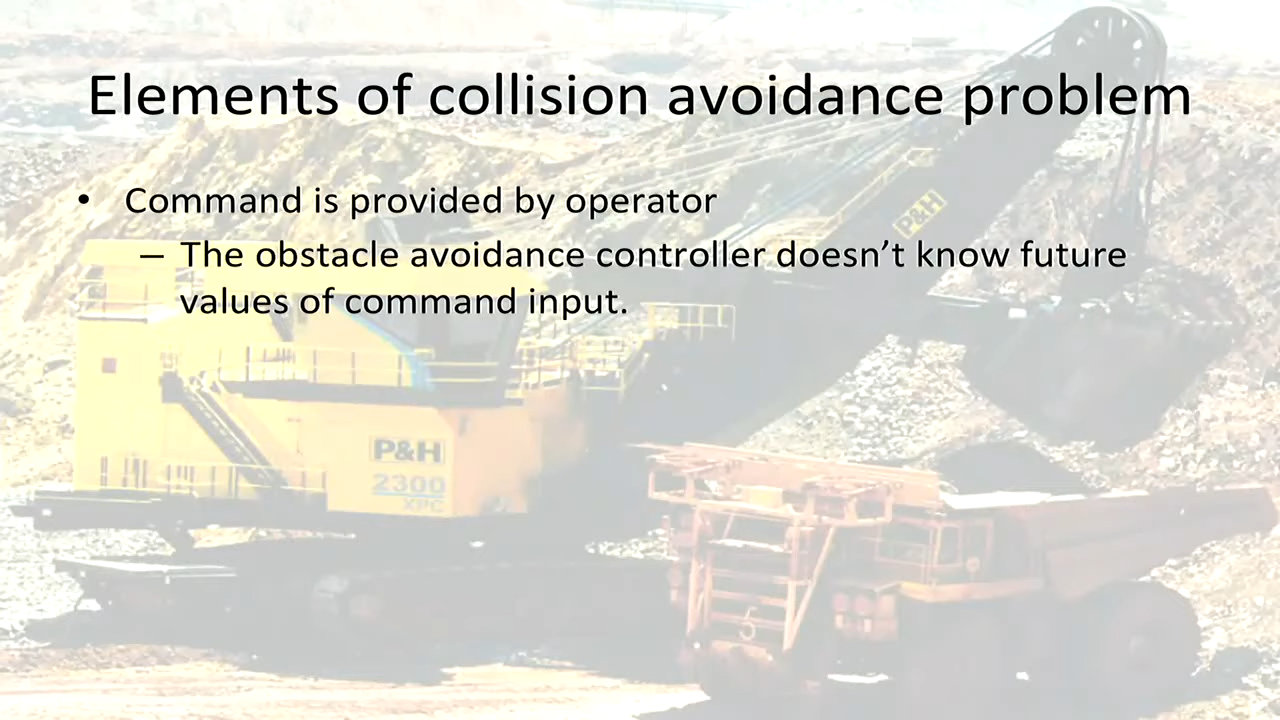 Elements of collision avoidance problem
• Command is provided by operator
– The obstacle avoidance controller doesn’t know future
values of command input.
P&H
P&H
2300
XPC
5